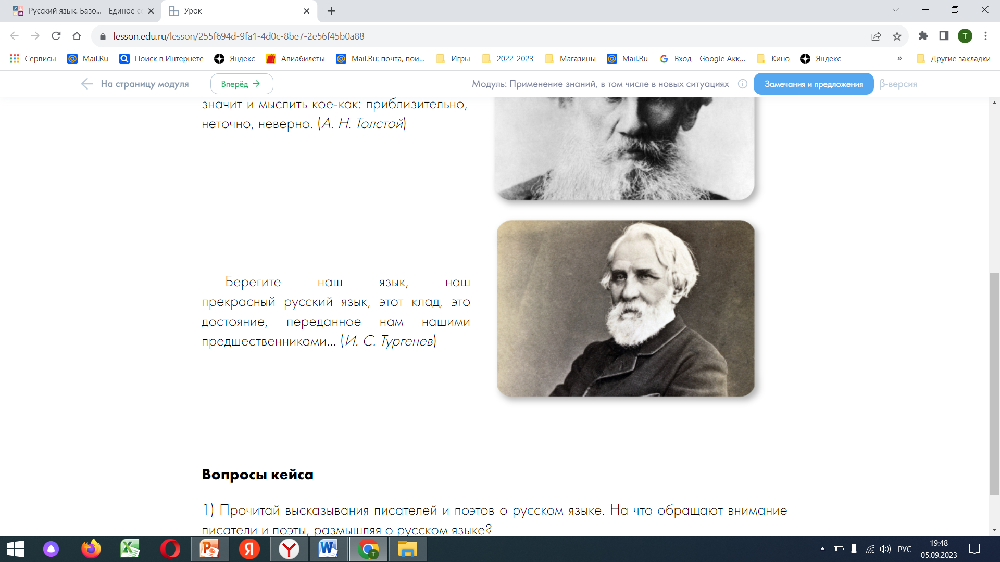 Русский язык. Базо... - Единое со
Урок
lesson.edu.ru/lesson/255f694d-9fa1-4d0c-8be7-2e56f45b0a88
T
Сервисы
Mail.Ru
Поиск в Интернете
Яндекс
Авиабилеты
Mail.Ru: почта, пои...
Игры
2022-2023
Магазины
Mail.Ru
Вход – Google Акк...
Кино
Яндекс
»
Другие закладки
На страницу модуля
Вперёд
Модуль: Применение знаний, в том числе в новых ситуациях
Замечания и предложения
β-версия
значит и мыслить кое-как: приблизительно,
неточно, неверно. (А. Н. Толстой)
Берегите наш язык, наш
прекрасный русский язык, этот клад, это
достояние, переданное нам нашими
предшественниками... (И. С. Тургенев)
Вопросы кейса
1) Прочитай высказывания писателей и поэтов о русском языке. На что обращают внимание
писатели и поэты, размышляя о русском языке?
РУС
19:48
05.09.2023